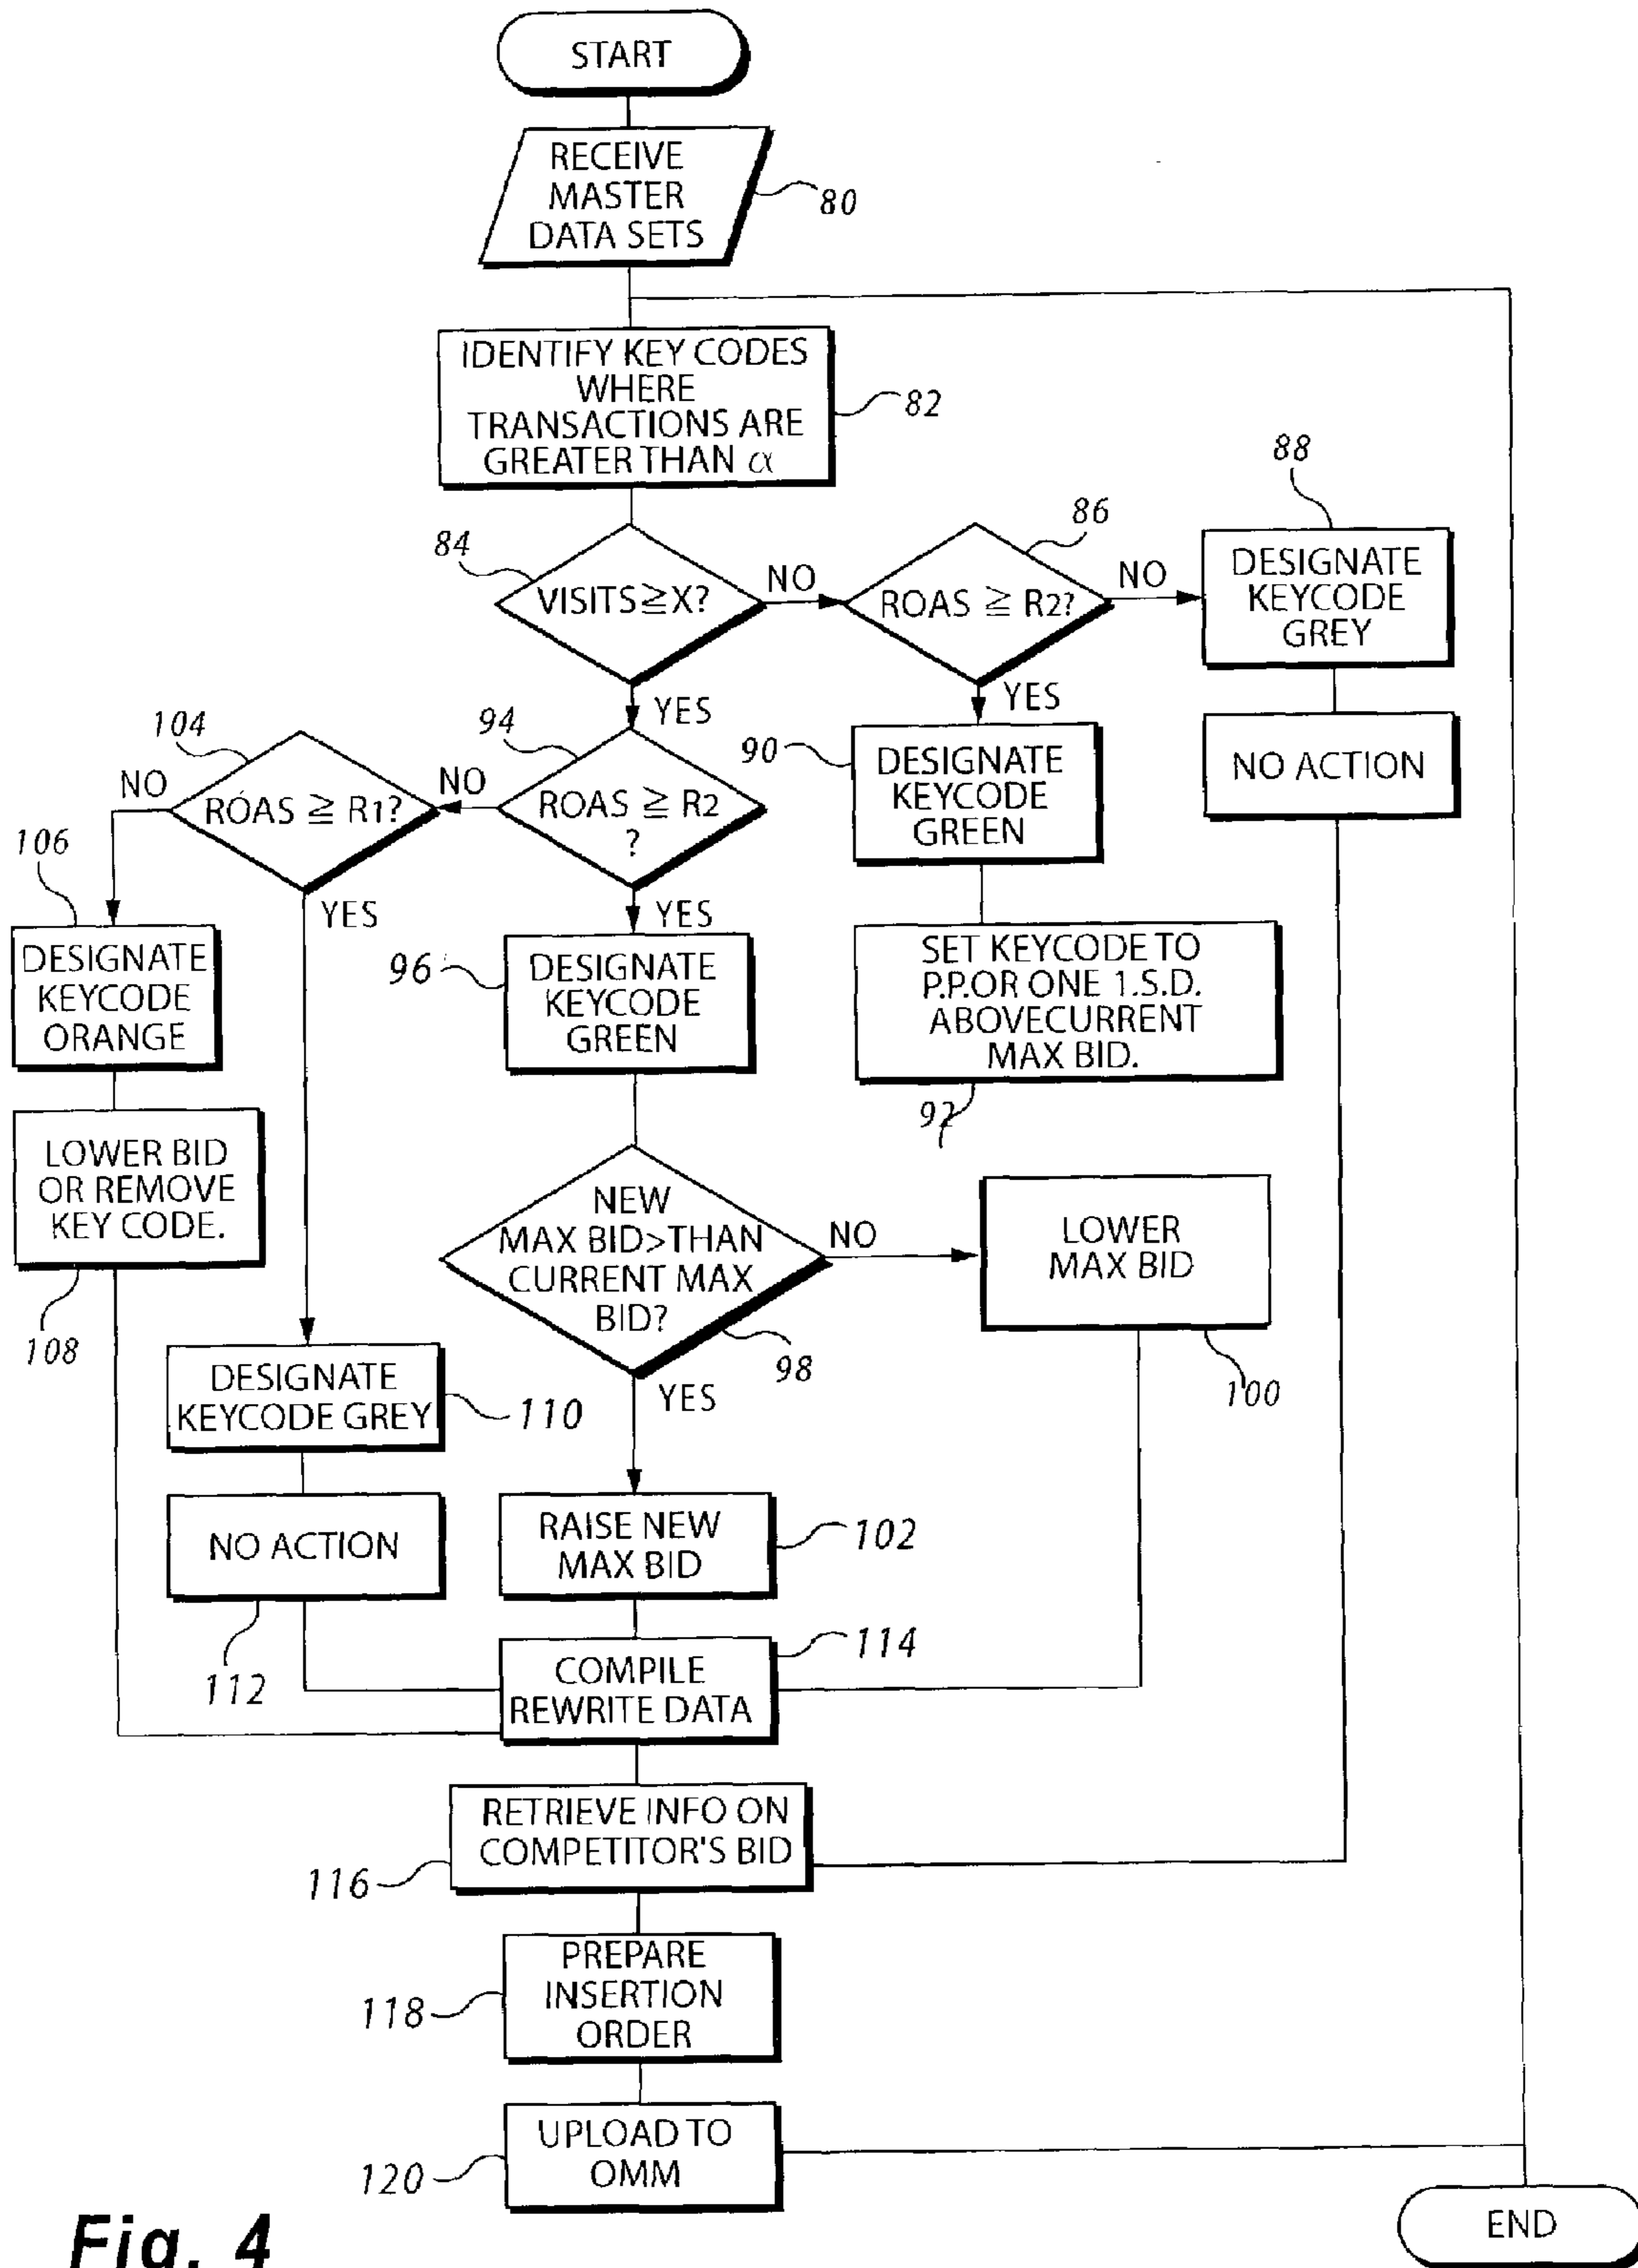 START
RECEIVE
MASTER
DATA SETS
80
IDENTIFY KEY CODES
WHERE
TRANSACTIONS ARE
GREATER THAN α
82
84
VISITS≧X?
NO
YES
86
ROAS ≧ R2?
NO
YES
88
DESIGNATE
KEYCODE
GREY
NO ACTION
90
DESIGNATE
KEYCODE
GREEN
SET KEYCODE TO
P.P.OR ONE 1.S.D.
ABOVECURRENT
MAX BID.
92
94
ROAS ≧ R2
?
NO
YES
104
ROAS ≧ R1?
NO
YES
106
DESIGNATE
KEYCODE
ORANGE
LOWER BID
OR REMOVE
KEY CODE.
108
96
DESIGNATE
KEYCODE
GREEN
NEW
MAX BID>THAN
CURRENT MAX
BID?
98
NO
YES
LOWER
MAX BID
100
DESIGNATE
KEYCODE GREY
110
NO ACTION
112
RAISE NEW
MAX BID
102
COMPILE
REWRITE DATA
114
RETRIEVE INFO ON
COMPETITOR'S BID
116
PREPARE
INSERTION
ORDER
118
UPLOAD TO
OMM
120
END
Fig. 4